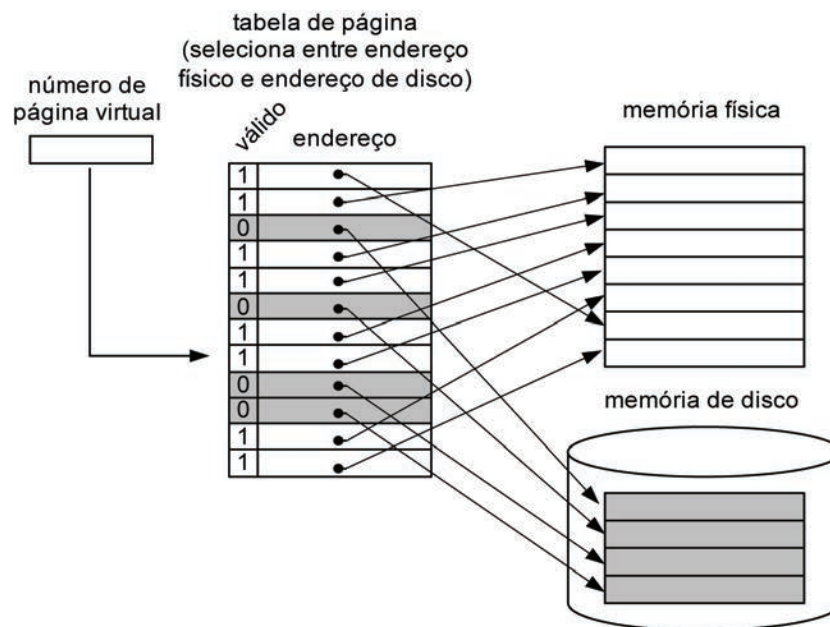 tabela de página
(seleciona entre endereço
físico e endereço de disco)
número de
página virtual
válido
endereço
memória física
1
1
0
1
1
0
1
1
0
0
1
1
memória de disco